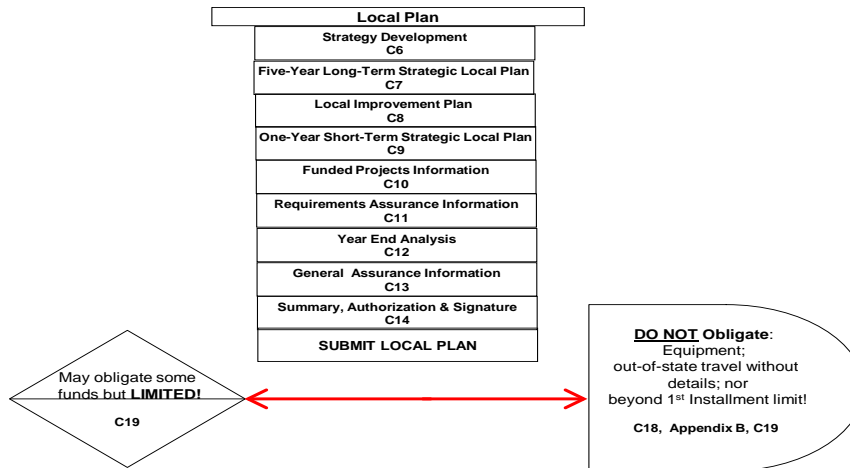 Local Plan
Strategy Development
C6
Five-Year Long-Term Strategic Local Plan
C7
Local Improvement Plan
C8
One-Year Short-Term Strategic Local Plan
C9
Funded Projects Information
C10
Requirements Assurance Information
C11
Year End Analysis
C12
General  Assurance Information
C13
Summary, Authorization & Signature
C14
SUBMIT LOCAL PLAN
May obligate some
funds but LIMITED!
C19
DO NOT Obligate:
Equipment;
out-of-state travel without
details; nor
beyond 1st Installment limit!
C18,  Appendix B, C19